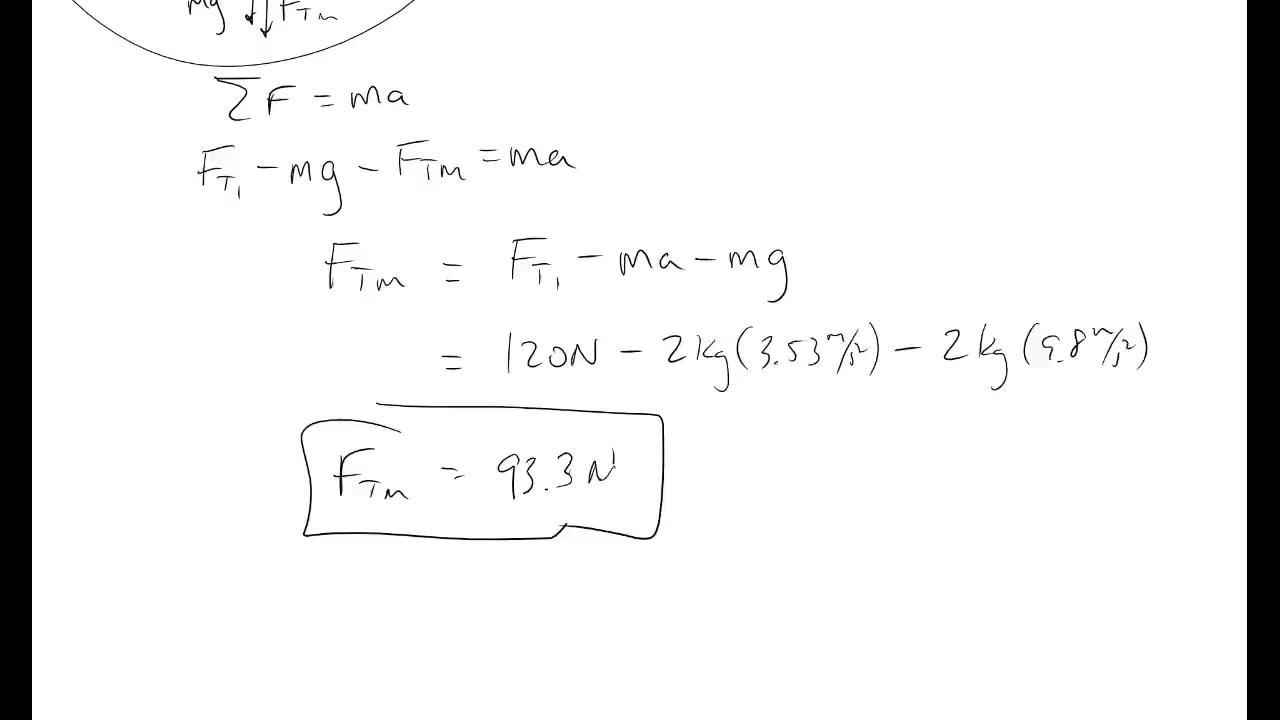 mg ↓↓ F_Tm
ΣF = ma
F_T1 - mg - F_Tm = ma
F_Tm = F_T1 - ma - mg
= 120N - 2kg(3.53 m/s²) - 2kg(9.8 m/s²)
F_Tm = 93.3 N